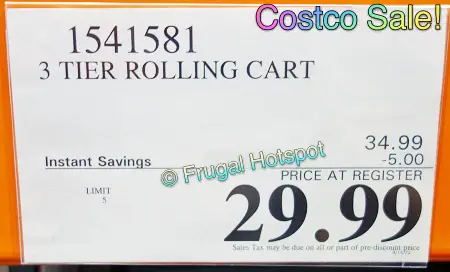 Costco Sale!
1541581
3 TIER ROLLING CART
34.99
Instant Savings -5.00
© Frugal Hotspot
PRICE AT REGISTER
LIMIT
5
29.99
Sales Tax may be due on all or part of pre-discount price